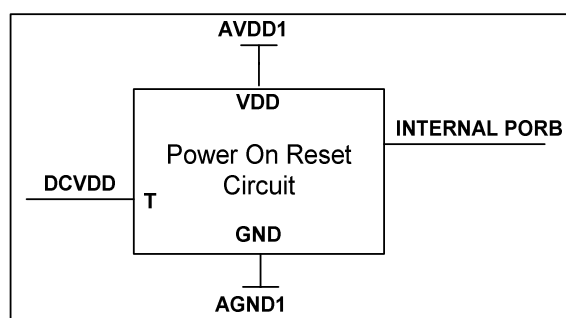 AVDD1
VDD
INTERNAL PORB
Power On Reset
Circuit
DCVDD
T
GND
AGND1